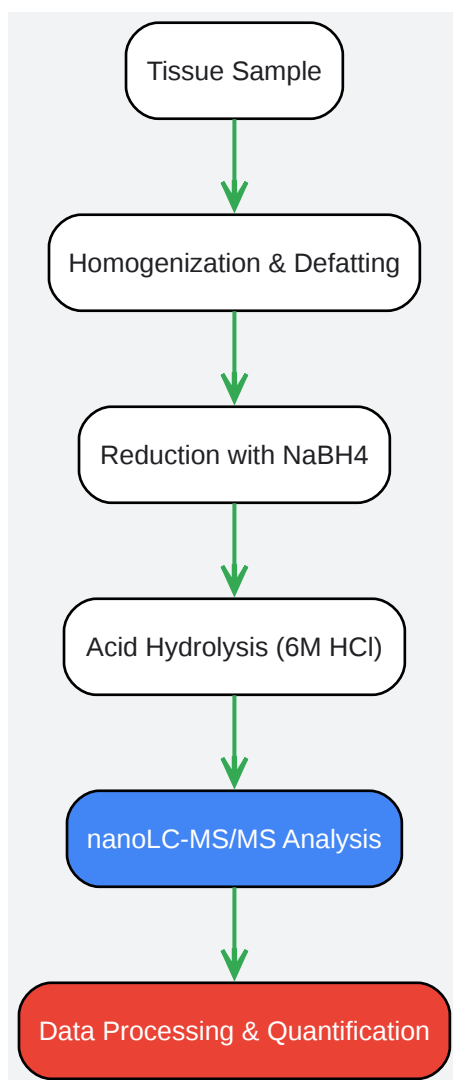 Tissue Sample
Homogenization & Defatting
Reduction with NaBH4
Acid Hydrolysis (6M HCl)
nanoLC-MS/MS Analysis
Data Processing & Quantification